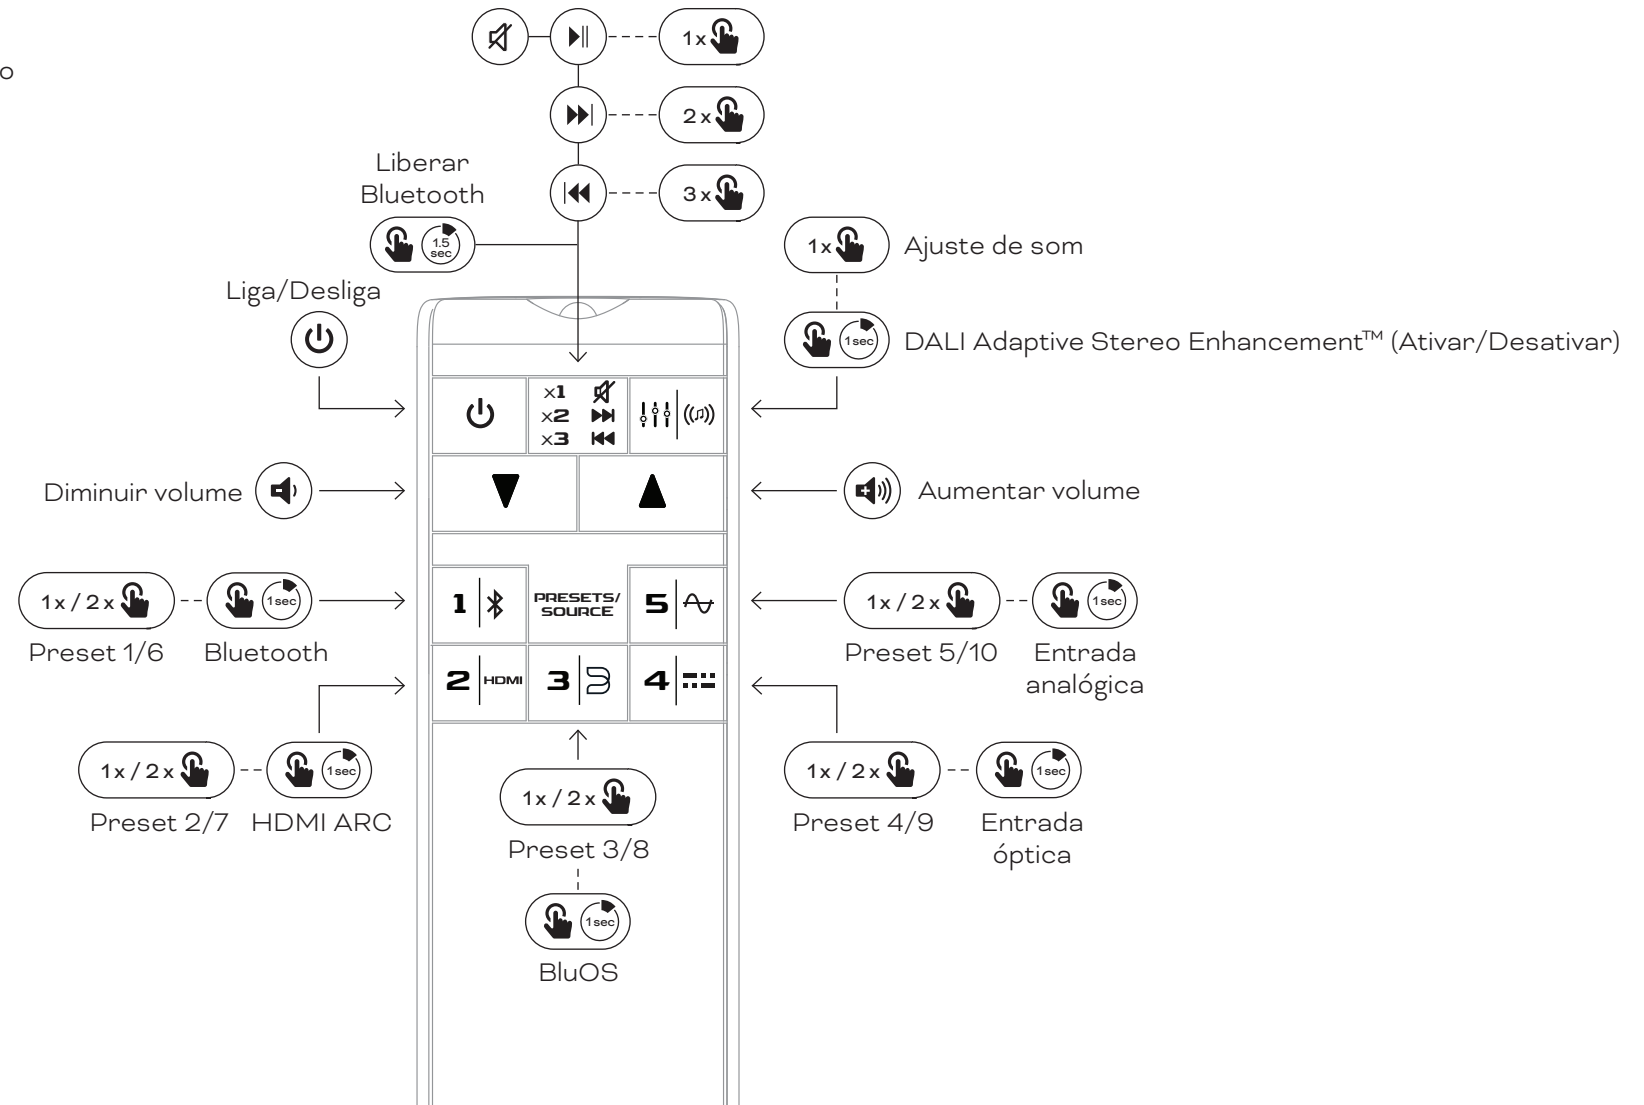 o
1x
2x
3x
Liberar
Bluetooth
1.5
sec
1x
Ajuste de som
Liga/Desliga
1sec
DALI Adaptive Stereo Enhancement™ (Ativar/Desativar)
x1
x2
x3
Diminuir volume
Aumentar volume
1x / 2x
1sec
1
PRESETS/
SOURCE
5
1x / 2x
1sec
Preset 1/6
Bluetooth
Preset 5/10
Entrada
analógica
2
HDMI
3
4
1x / 2x
1sec
1x / 2x
1x / 2x
1sec
Preset 2/7
HDMI ARC
Preset 3/8
Preset 4/9
Entrada
óptica
1sec
BluOS